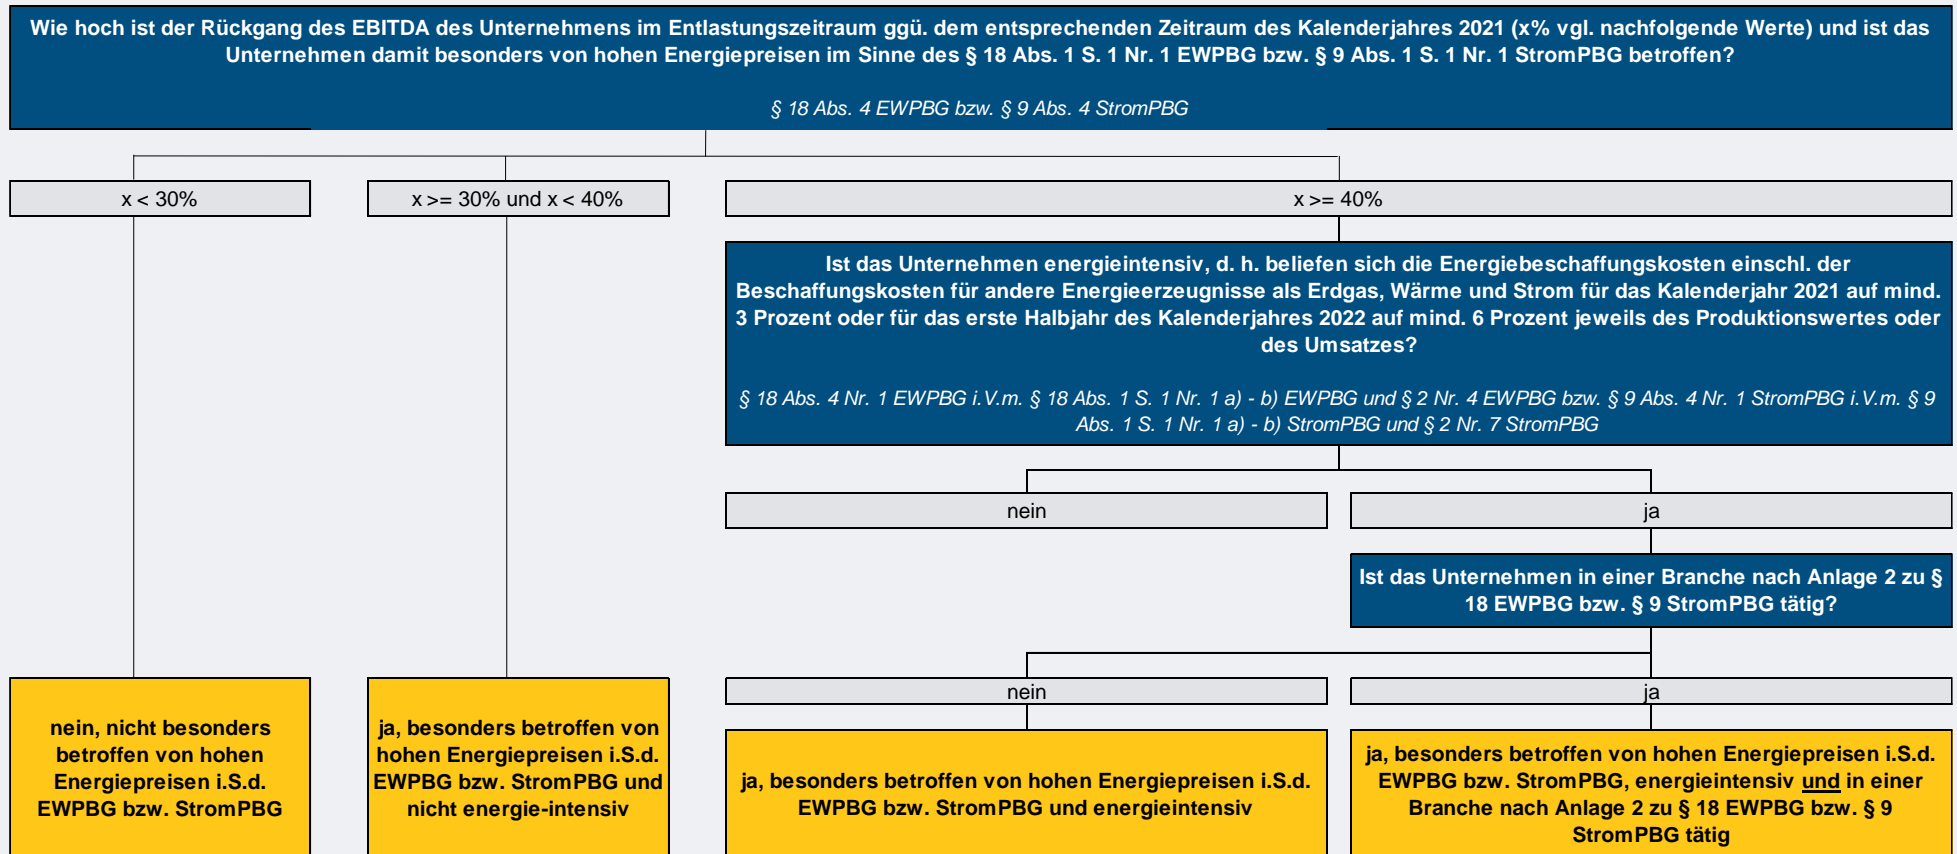 Wie hoch ist der Rückgang des EBITDA des Unternehmens im Entlastungszeitraum ggü. dem entsprechenden Zeitraum des Kalenderjahres 2021 (x% vgl. nachfolgende Werte) und ist das
Unternehmen damit besonders von hohen Energiepreisen im Sinne des § 18 Abs. 1 S. 1 Nr. 1 EWPBG bzw. § 9 Abs. 1 S. 1 Nr. 1 StromPBG betroffen?
§ 18 Abs. 4 EWPBG bzw. § 9 Abs. 4 StromPBG
x < 30%
x >= 30% und x < 40%
x >= 40%
Ist das Unternehmen energieintensiv, d. h. beliefen sich die Energiebeschaffungskosten einschl. der
Beschaffungskosten für andere Energieerzeugnisse als Erdgas, Wärme und Strom für das Kalenderjahr 2021 auf mind.
3 Prozent oder für das erste Halbjahr des Kalenderjahres 2022 auf mind. 6 Prozent jeweils des Produktionswertes oder
des Umsatzes?
§ 18 Abs. 4 Nr. 1 EWPBG i.V.m. § 18 Abs. 1 S. 1 Nr. 1 a) - b) EWPBG und § 2 Nr. 4 EWPBG bzw. § 9 Abs. 4 Nr. 1 StromPBG i.V.m. § 9
Abs. 1 S. 1 Nr. 1 a) - b) StromPBG und § 2 Nr. 7 StromPBG
nein
ja
Ist das Unternehmen in einer Branche nach Anlage 2 zu §
18 EWPBG bzw. § 9 StromPBG tätig?
nein
ja
nein, nicht besonders
betroffen von hohen
Energiepreisen i.S.d.
EWPBG bzw. StromPBG
ja, besonders betroffen von
hohen Energiepreisen i.S.d.
EWPBG bzw. StromPBG und
nicht energie-intensiv
ja, besonders betroffen von hohen Energiepreisen i.S.d.
EWPBG bzw. StromPBG und energieintensiv
ja, besonders betroffen von hohen Energiepreisen i.S.d.
EWPBG bzw. StromPBG, energieintensiv und in einer
Branche nach Anlage 2 zu § 18 EWPBG bzw. § 9
StromPBG tätig